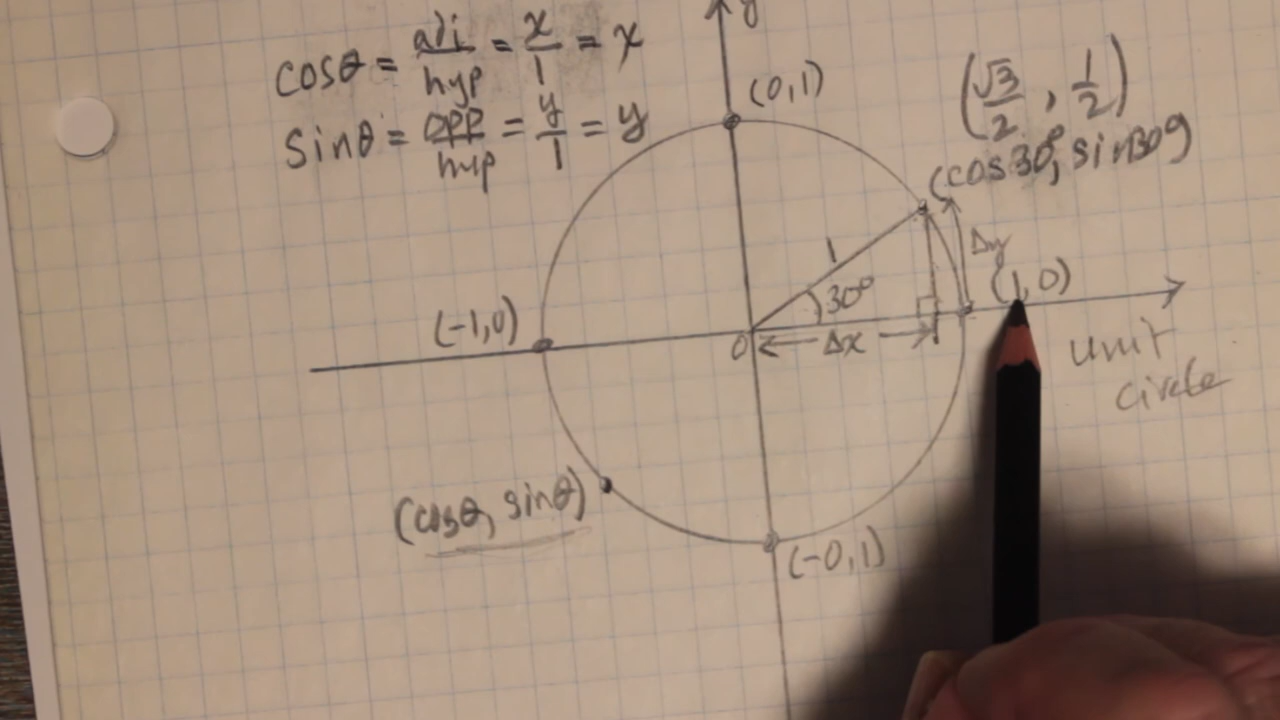 cosθ = adj/hyp = x/1 = x
sinθ = opp/hyp = y/1 = y
y
(0,1)
(√3/2, 1/2)
(cos30°, sin30°)
1
Δy
30°
(1,0)
(-1,0)
0
Δx
unit
circle
(cosθ, sinθ)
(-0,1)